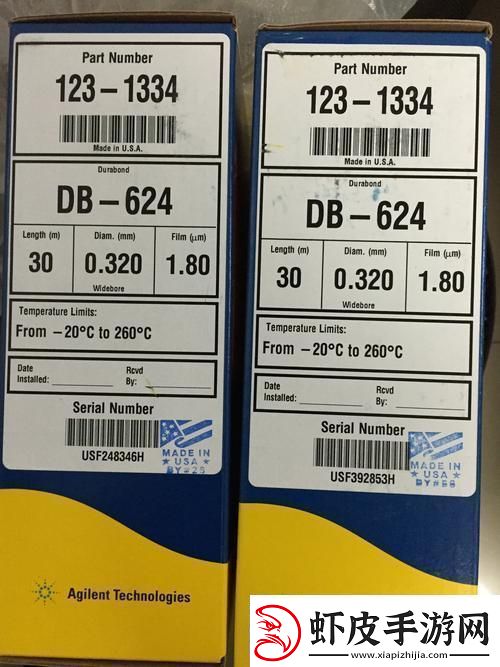 Part Number
123-1334
Made in U.S.A.
Durabond
DB-624
Length (m) Diam. (mm) Film (µm)
30 0.320 1.80
Widebore
Temperature Limits:
From -20°C to 260°C
Date Installed: Rcvd By:
Serial Number
USF248346H
MADE IN
USA
BY#26
Agilent Technologies
Part Number
123-1334
Made in U.S.A.
Durabond
DB-624
Length (m) Diam. (mm) Film (µm)
30 0.320 1.80
Widebore
Temperature Limits:
From -20°C to 260°C
Date Installed: Rcvd By:
Serial Number
USF392853H
MADE IN
USA
虾皮手游网
www.xiapizhijia.com